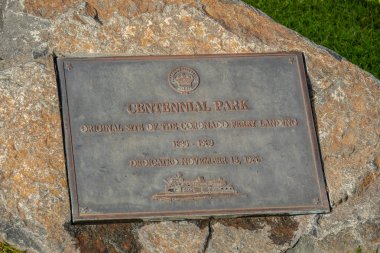 CENTENNIAL PARK
ORIGINAL SITE OF THE CORONADO FERRY LANDING
DEDICATED NOVEMBER